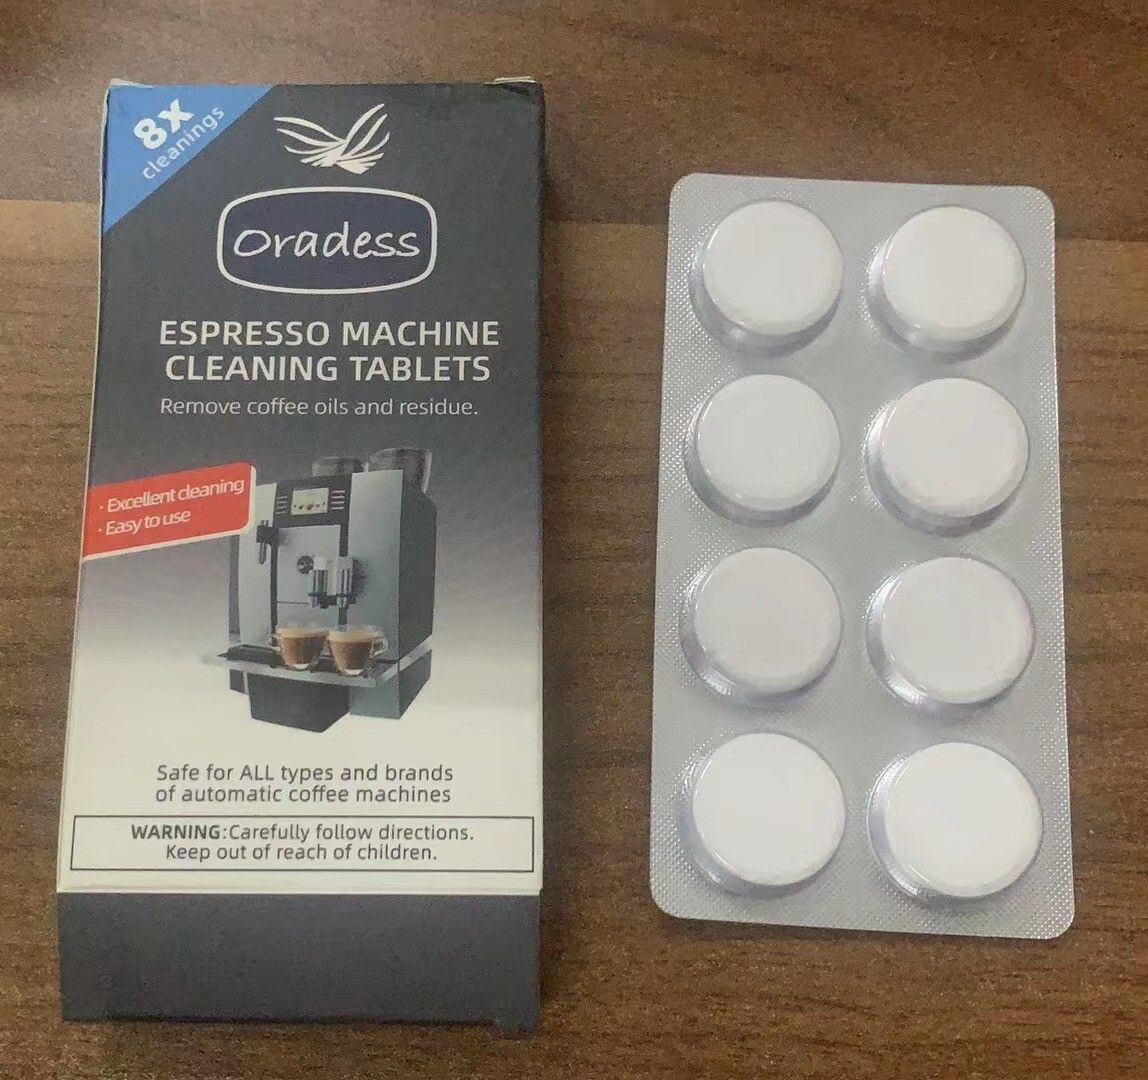 8x
cleanings
Oradess
ESPRESSO MACHINE
CLEANING TABLETS
Remove coffee oils and residue.
· Excellent cleaning
· Easy to use
Safe for ALL types and brands
of automatic coffee machines
WARNING:Carefully follow directions.
Keep out of reach of children.